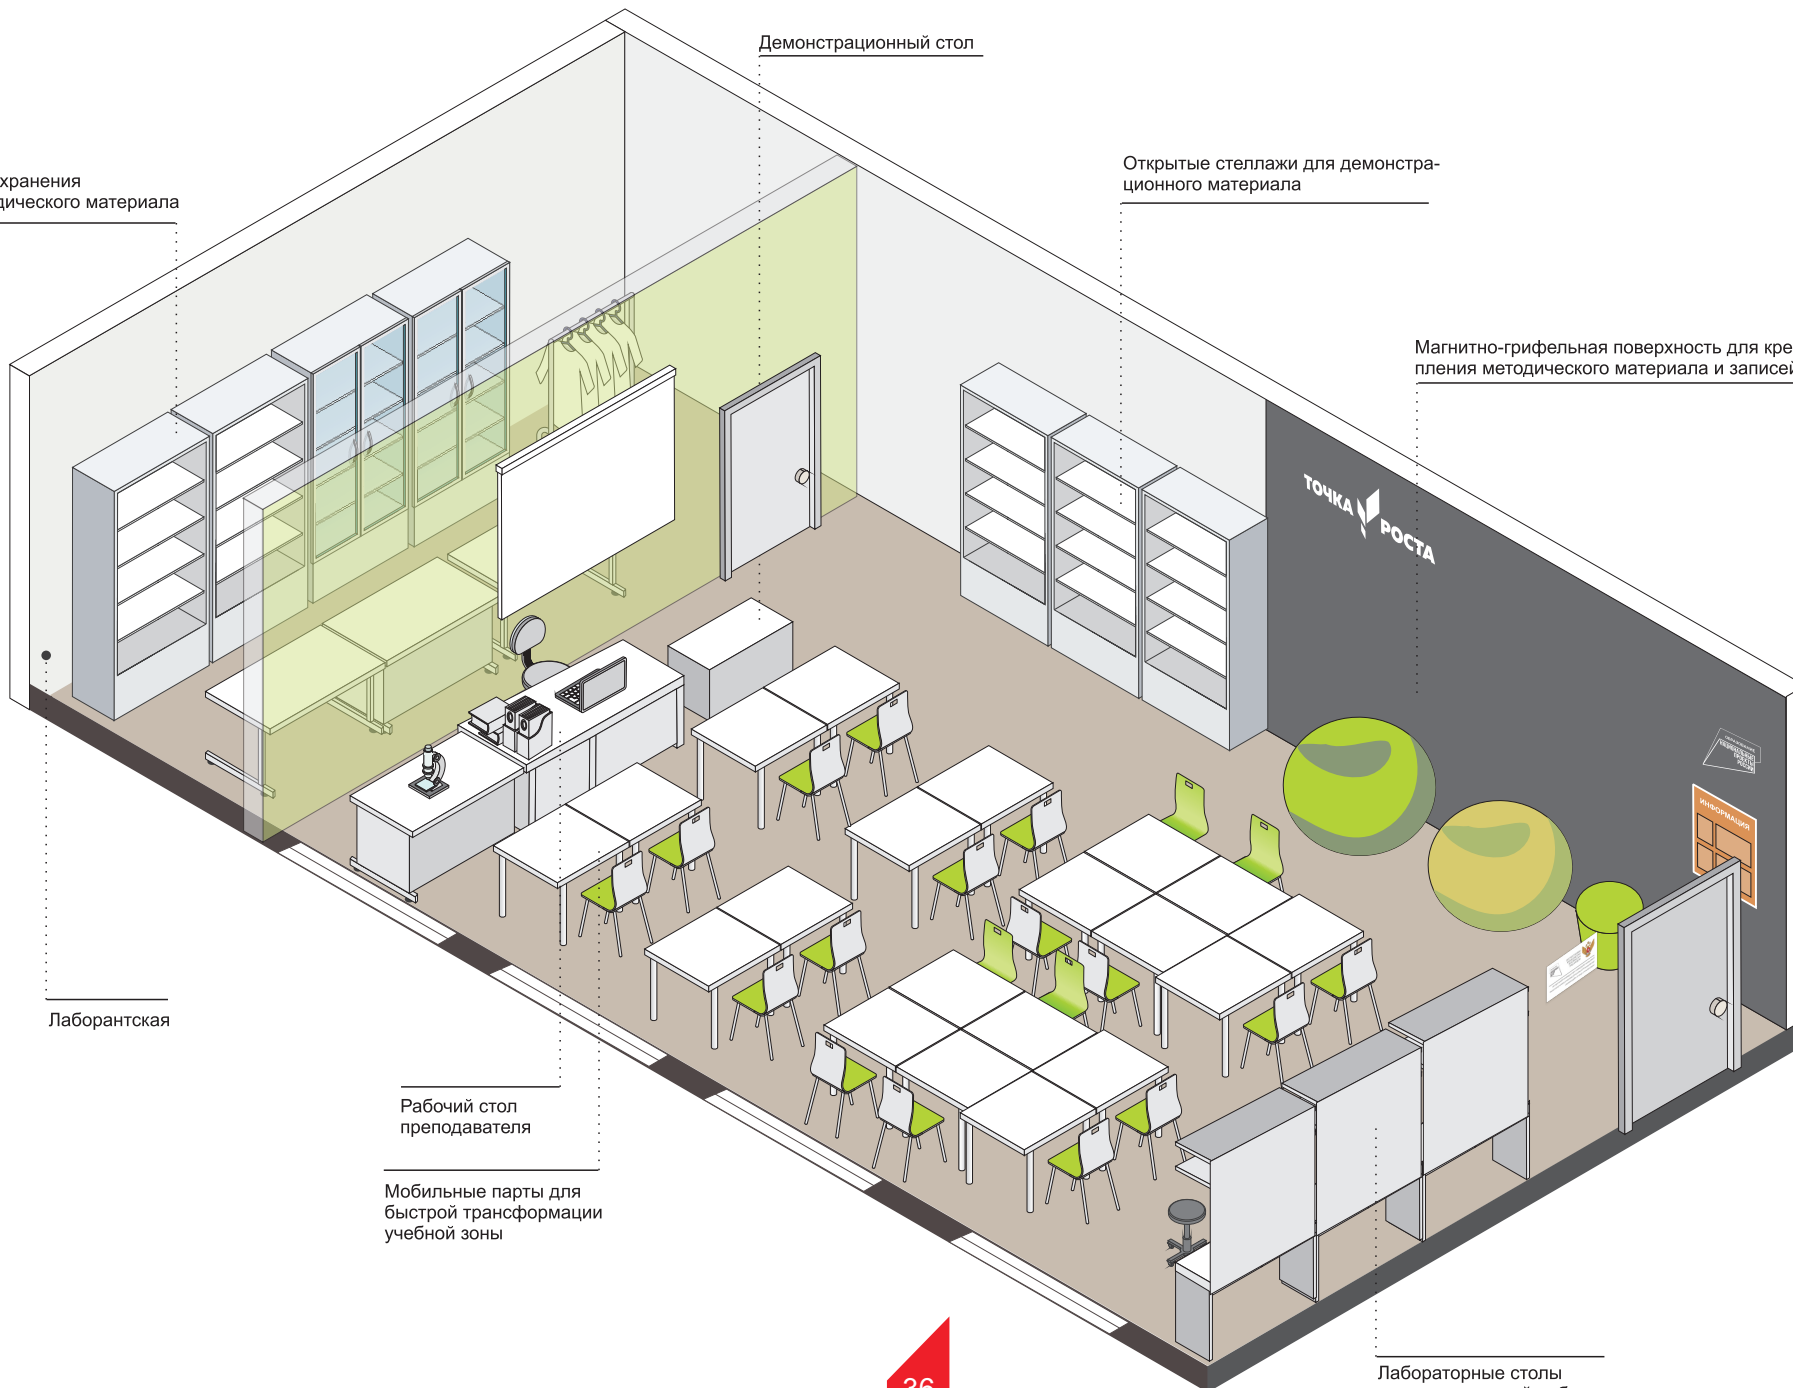 Демонстрационный стол
Открытые стеллажи для демонстра-
ционного материала
хранения
дического материала
Магнитно-грифельная поверхность для кре
пления методического материала и записей
ТОЧКА РОСТА
ИНФОРМАЦИЯ
Лаборантская
Рабочий стол
преподавателя
Мобильные парты для
быстрой трансформации
учебной зоны
36
Лабораторные столы